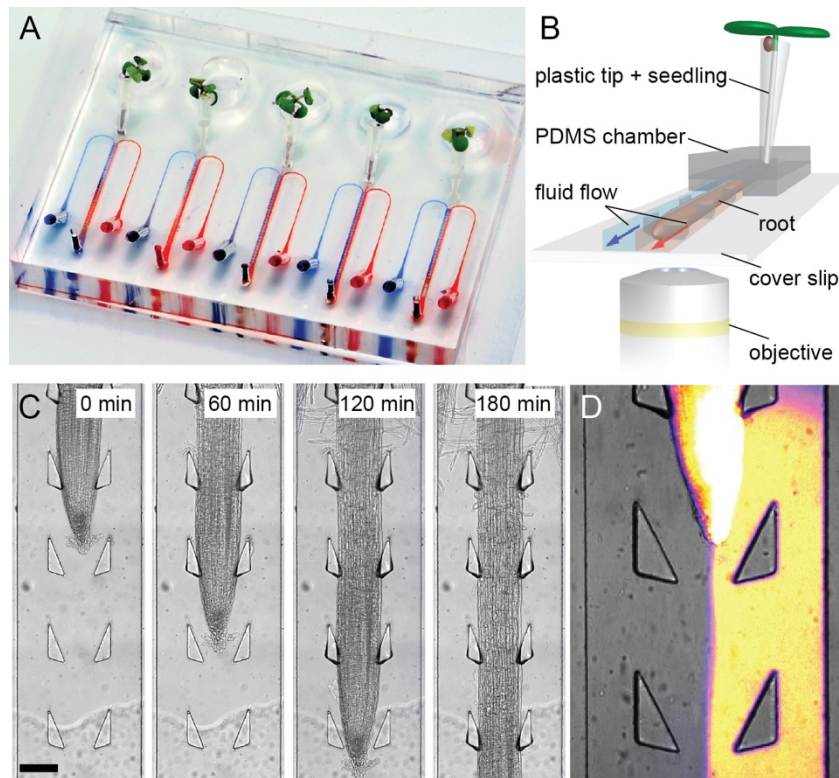 A
B
plastic tip + seedling
PDMS chamber
fluid flow
root
cover slip
objective
C
0 min
60 min
120 min
180 min
D